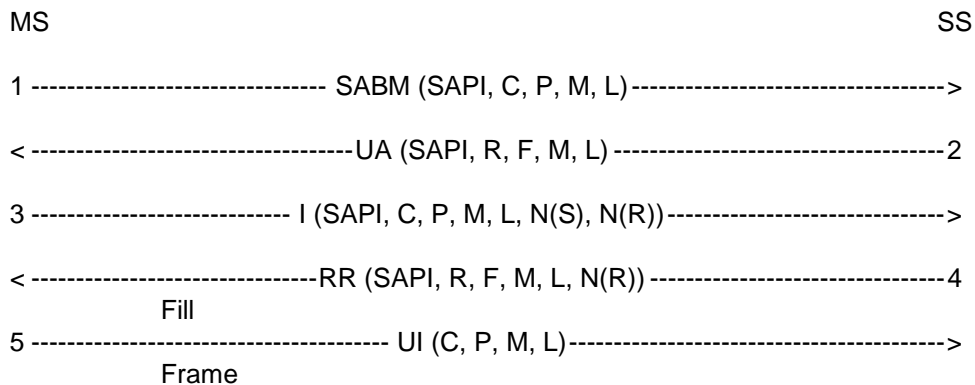 MS SS
1 --------------------------------- SABM (SAPI, C, P, M, L)------------------------------------>
< ------------------------------------UA (SAPI, R, F, M, L) --------------------------------------2
3 ----------------------------- I (SAPI, C, P, M, L, N(S), N(R))-------------------------------->
< --------------------------------RR (SAPI, R, F, M, L, N(R)) ----------------------------------4
Fill
5 ---------------------------------------- UI (C, P, M, L)------------------------------------------->
Frame